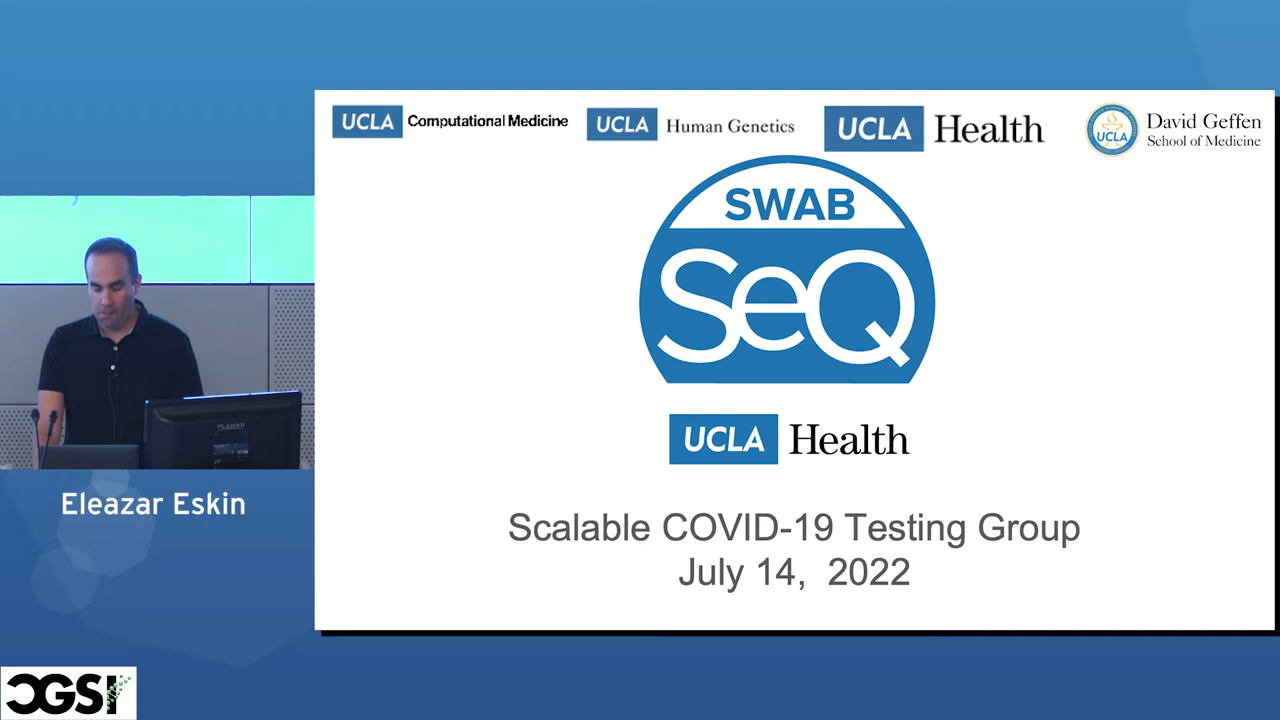 UCLA Computational Medicine
UCLA Human Genetics
UCLA Health
UCLA
David Geffen
School of Medicine
SWAB
SeQ
UCLA Health
Scalable COVID-19 Testing Group
July 14, 2022
PLANAR
Eleazar Eskin
CGSI